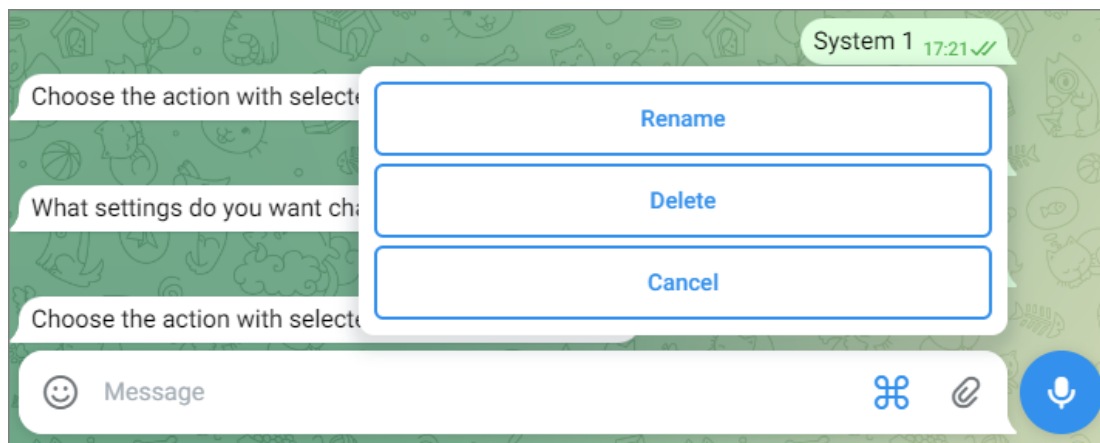 System 1 17:21
Choose the action with selecte
Rename
Delete
What settings do you want cha
Cancel
Choose the action with selecte
Message